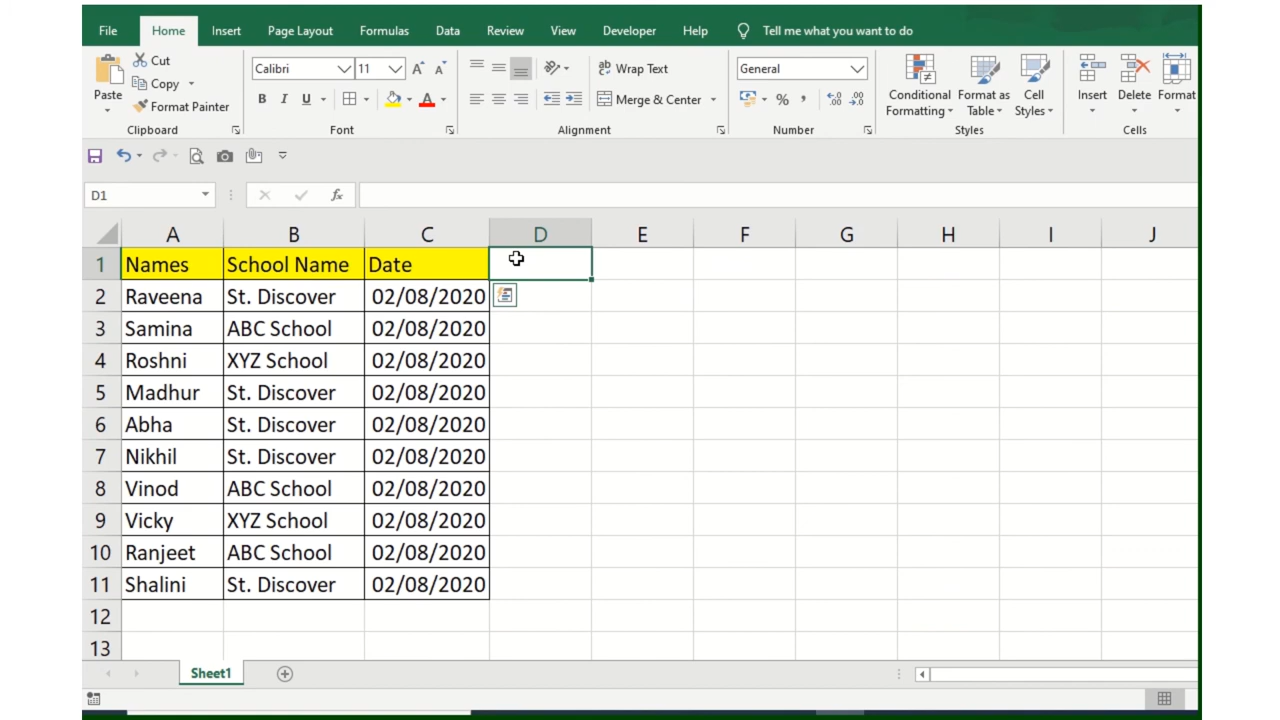 File Home Insert Page Layout Formulas Data Review View Developer Help Tell me what you want to do
Paste
Cut
Copy
Format Painter
Clipboard
Calibri 11 A A
B I U A
Font
ab Wrap Text
Merge & Center
Alignment
General
% , .00 .00
Number
Conditional Formatting
Format as Table
Cell Styles
Styles
Insert Delete Format
Cells
D1 fx
A B C D E F G H I J
1 Names School Name Date
2 Raveena St. Discover 02/08/2020
3 Samina ABC School 02/08/2020
4 Roshni XYZ School 02/08/2020
5 Madhur St. Discover 02/08/2020
6 Abha St. Discover 02/08/2020
7 Nikhil St. Discover 02/08/2020
8 Vinod ABC School 02/08/2020
9 Vicky XYZ School 02/08/2020
10 Ranjeet ABC School 02/08/2020
11 Shalini St. Discover 02/08/2020
12
13
Sheet1